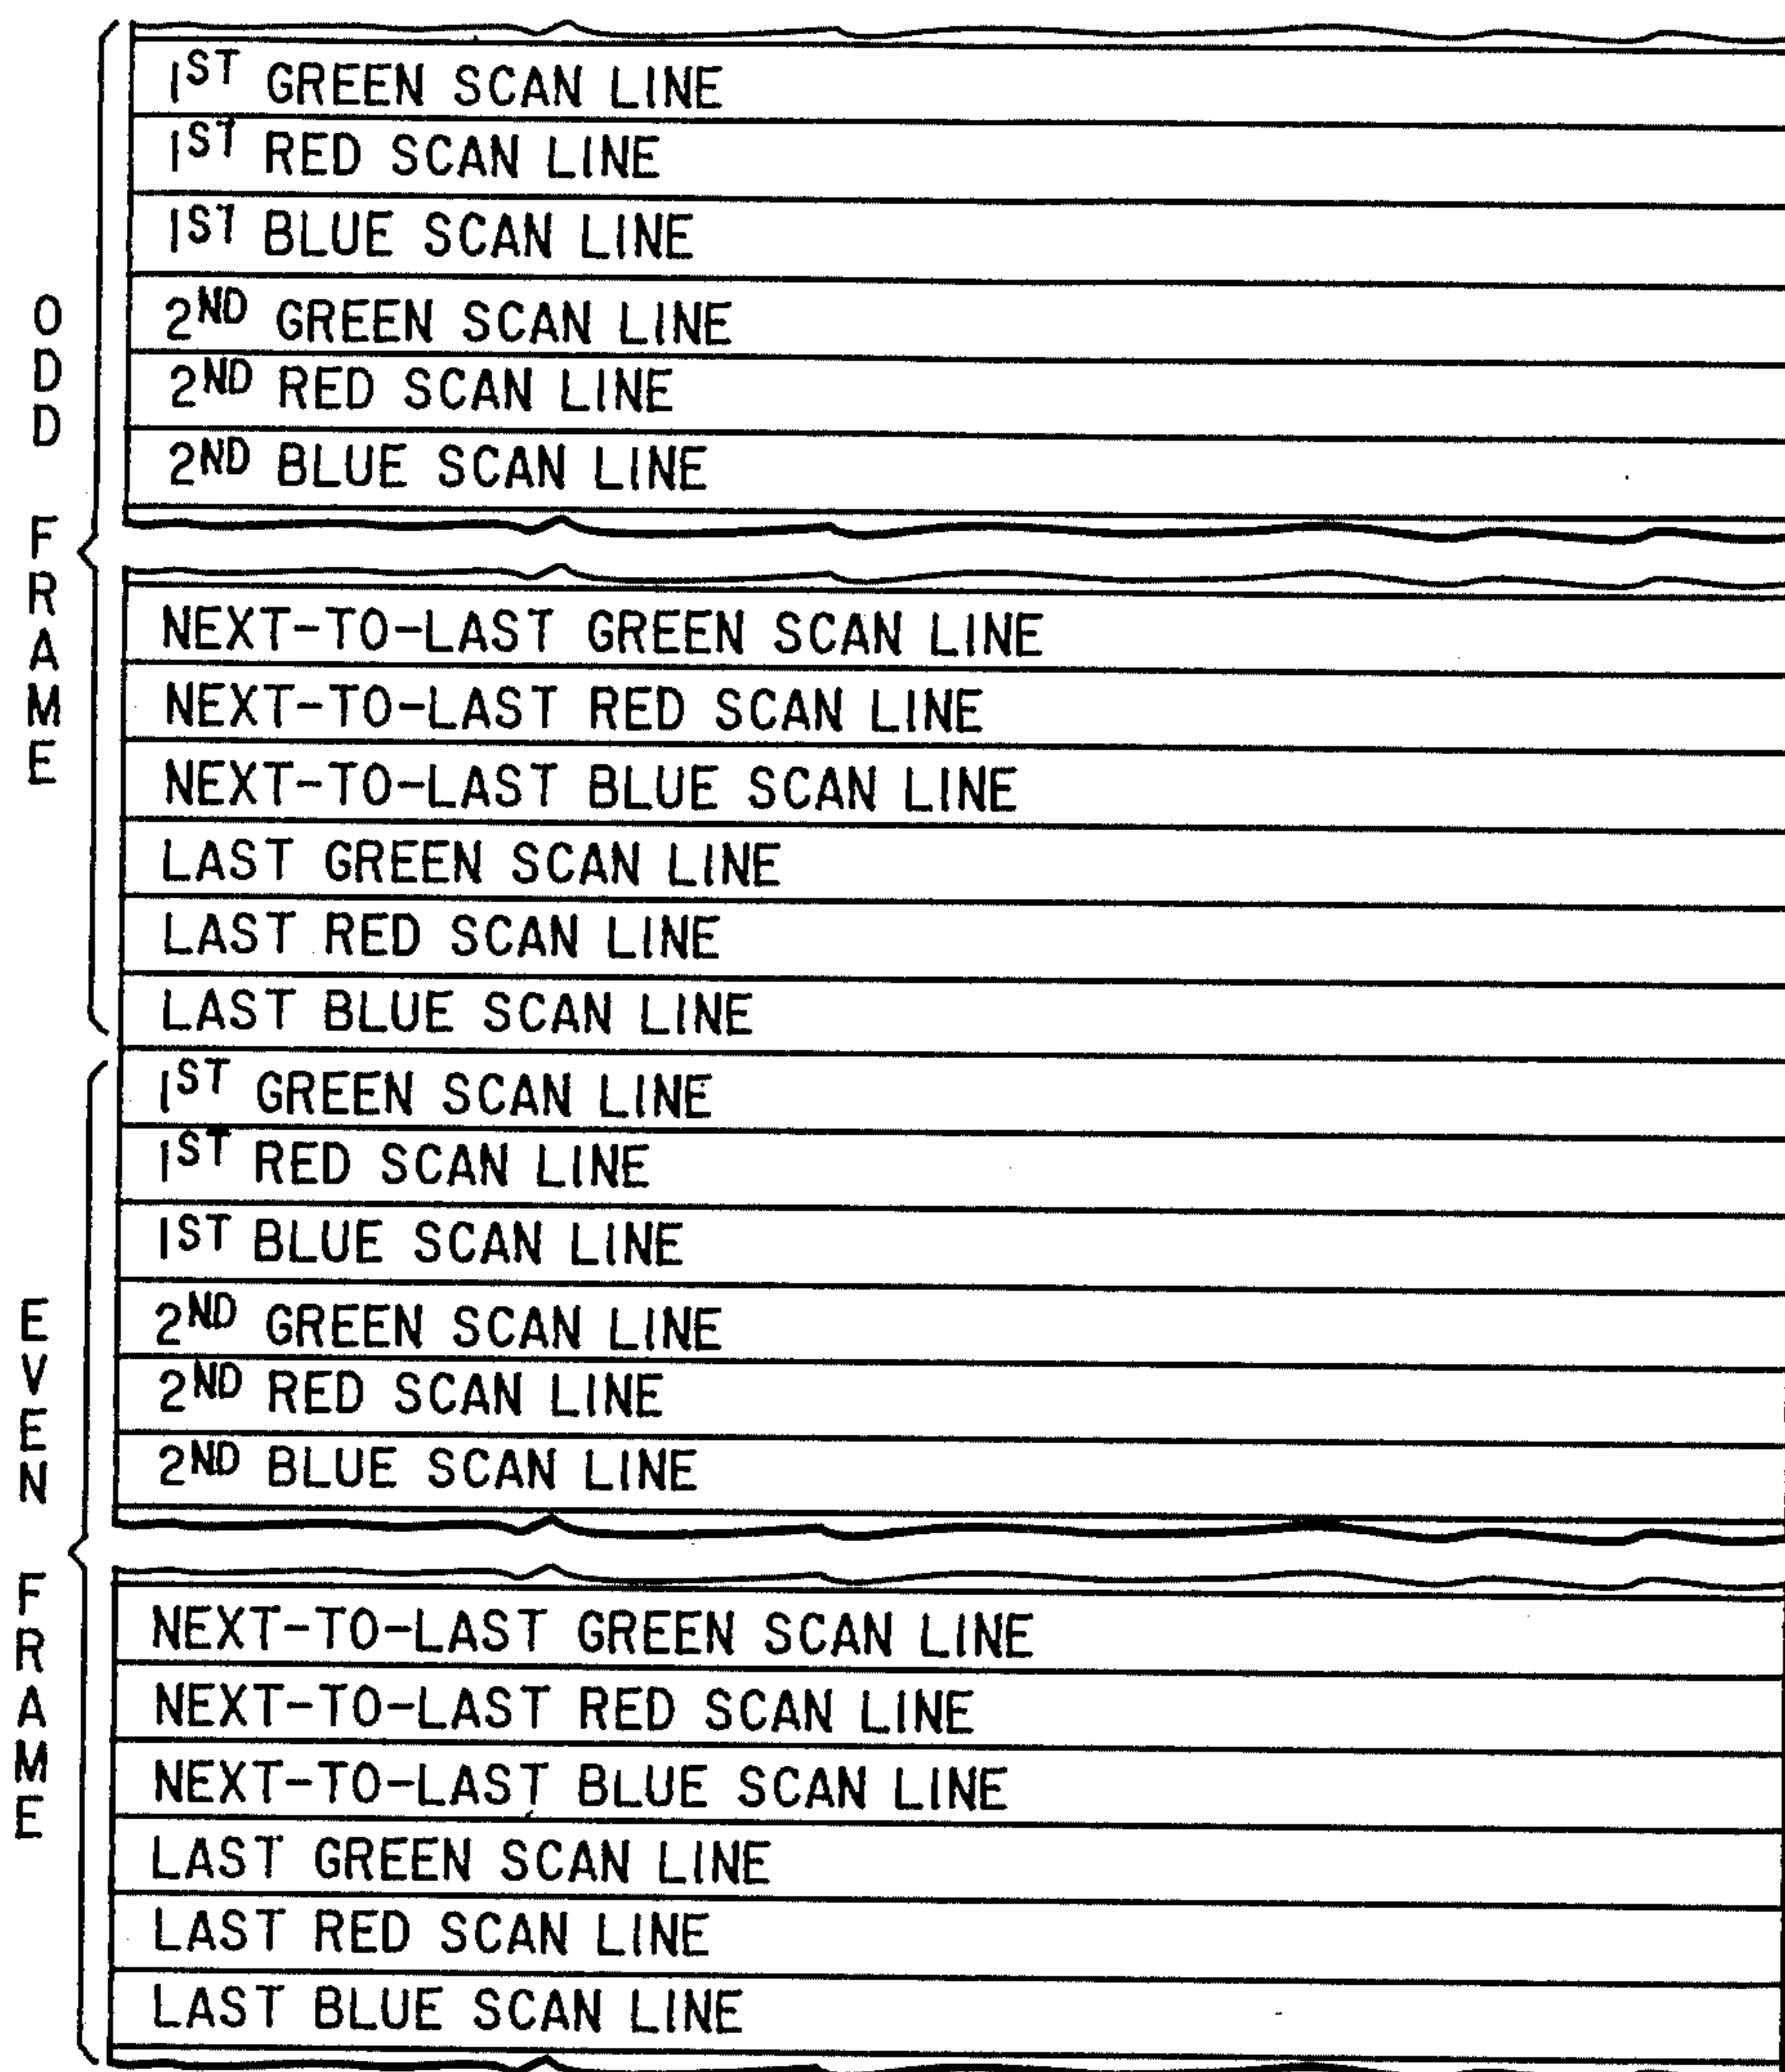 ODD FRAME
1ST GREEN SCAN LINE
1ST RED SCAN LINE
1ST BLUE SCAN LINE
2ND GREEN SCAN LINE
2ND RED SCAN LINE
2ND BLUE SCAN LINE
NEXT-TO-LAST GREEN SCAN LINE
NEXT-TO-LAST RED SCAN LINE
NEXT-TO-LAST BLUE SCAN LINE
LAST GREEN SCAN LINE
LAST RED SCAN LINE
LAST BLUE SCAN LINE
EVEN FRAME
1ST GREEN SCAN LINE
1ST RED SCAN LINE
1ST BLUE SCAN LINE
2ND GREEN SCAN LINE
2ND RED SCAN LINE
2ND BLUE SCAN LINE
NEXT-TO-LAST GREEN SCAN LINE
NEXT-TO-LAST RED SCAN LINE
NEXT-TO-LAST BLUE SCAN LINE
LAST GREEN SCAN LINE
LAST RED SCAN LINE
LAST BLUE SCAN LINE